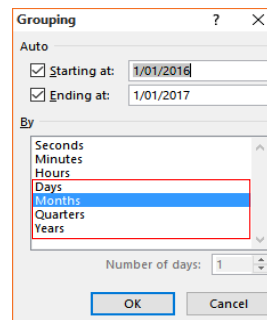 Grouping ? X
Auto
Starting at: 1/01/2016
Ending at: 1/01/2017
By
Seconds
Minutes
Hours
Days
Months
Quarters
Years
Number of days: 1
OK Cancel